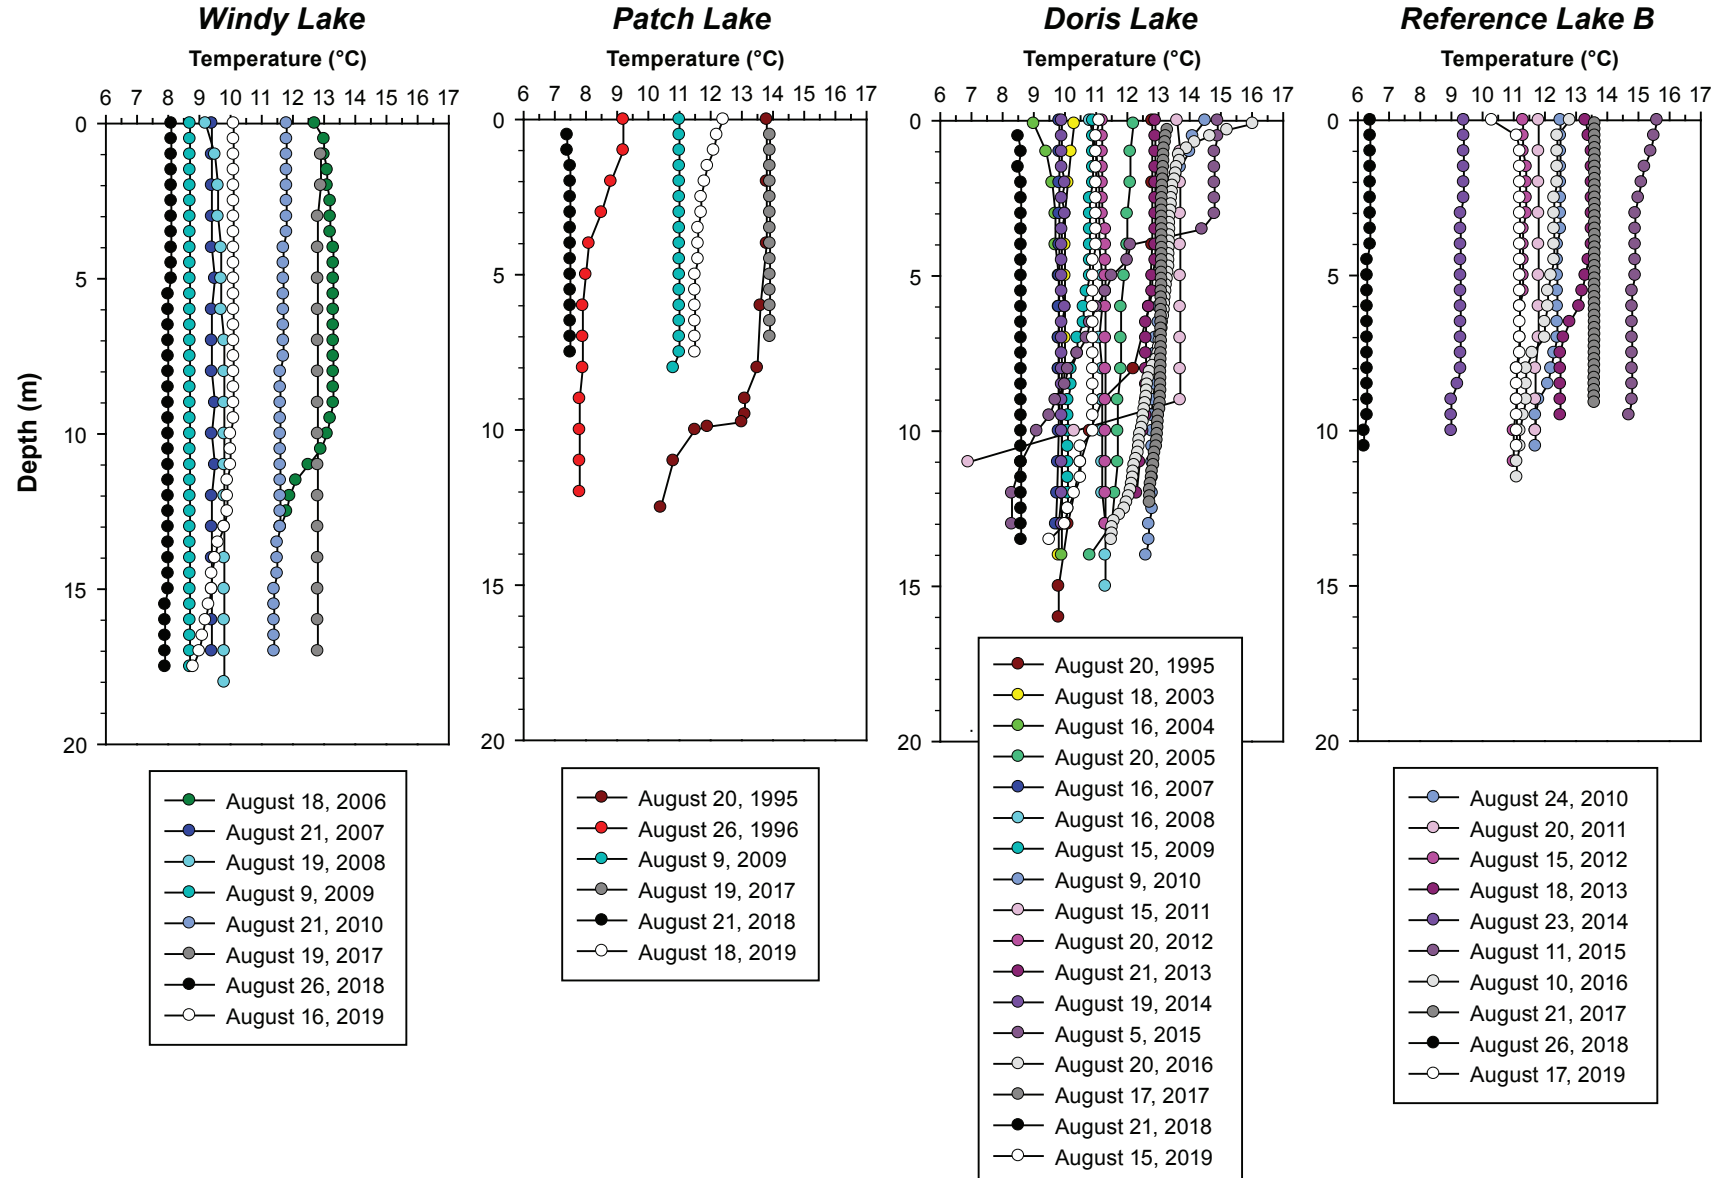 Windy Lake
Patch Lake
Doris Lake
Reference Lake B
Temperature (°C)
Temperature (°C)
Temperature (°C)
Temperature (°C)
6 7 8 9 10 11 12 13 14 15 16 17
6 7 8 9 10 11 12 13 14 15 16 17
6 7 8 9 10 11 12 13 14 15 16 17
6 7 8 9 10 11 12 13 14 15 16 17
Depth (m)
0
5
10
15
20
0
5
10
15
20
0
5
10
15
20
0
5
10
15
20
August 18, 2006
August 21, 2007
August 19, 2008
August 9, 2009
August 21, 2010
August 19, 2017
August 26, 2018
August 16, 2019
August 20, 1995
August 26, 1996
August 9, 2009
August 19, 2017
August 21, 2018
August 18, 2019
August 20, 1995
August 18, 2003
August 16, 2004
August 20, 2005
August 16, 2007
August 16, 2008
August 15, 2009
August 9, 2010
August 15, 2011
August 20, 2012
August 21, 2013
August 19, 2014
August 5, 2015
August 20, 2016
August 17, 2017
August 21, 2018
August 15, 2019
August 24, 2010
August 20, 2011
August 15, 2012
August 18, 2013
August 23, 2014
August 11, 2015
August 10, 2016
August 21, 2017
August 26, 2018
August 17, 2019